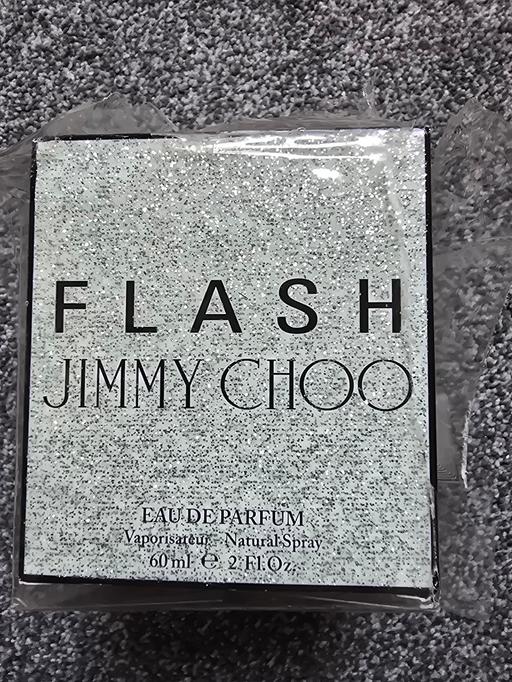 FLASH
JIMMY CHOO
EAU DE PARFUM
Vaporisateur Natural Spray
60 ml ℮ 2. Fl. Oz.